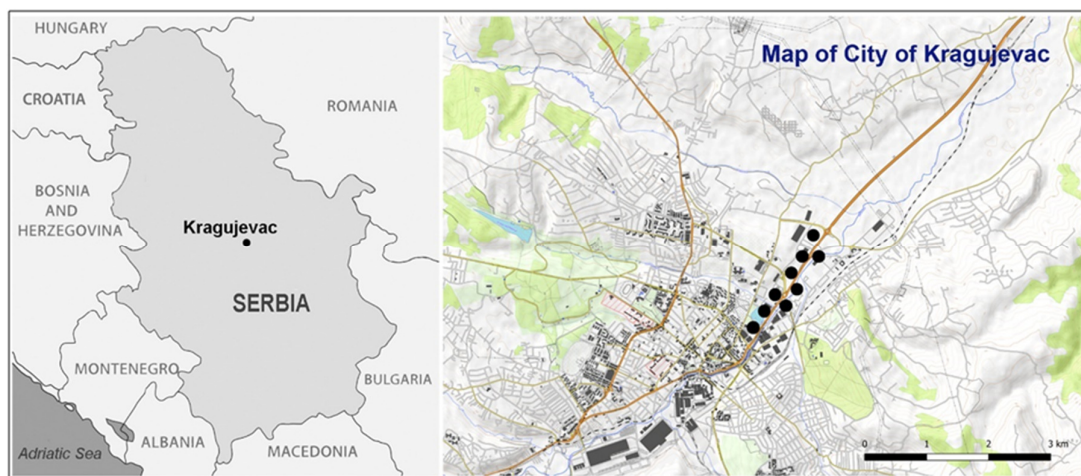 HUNGARY
CROATIA
ROMANIA
BOSNIA
AND
HERZEGOVINA
Kragujevac
SERBIA
MONTENEGRO
BULGARIA
ALBANIA
MACEDONIA
Adriatic Sea
Map of City of Kragujevac
0 1 2 3 km